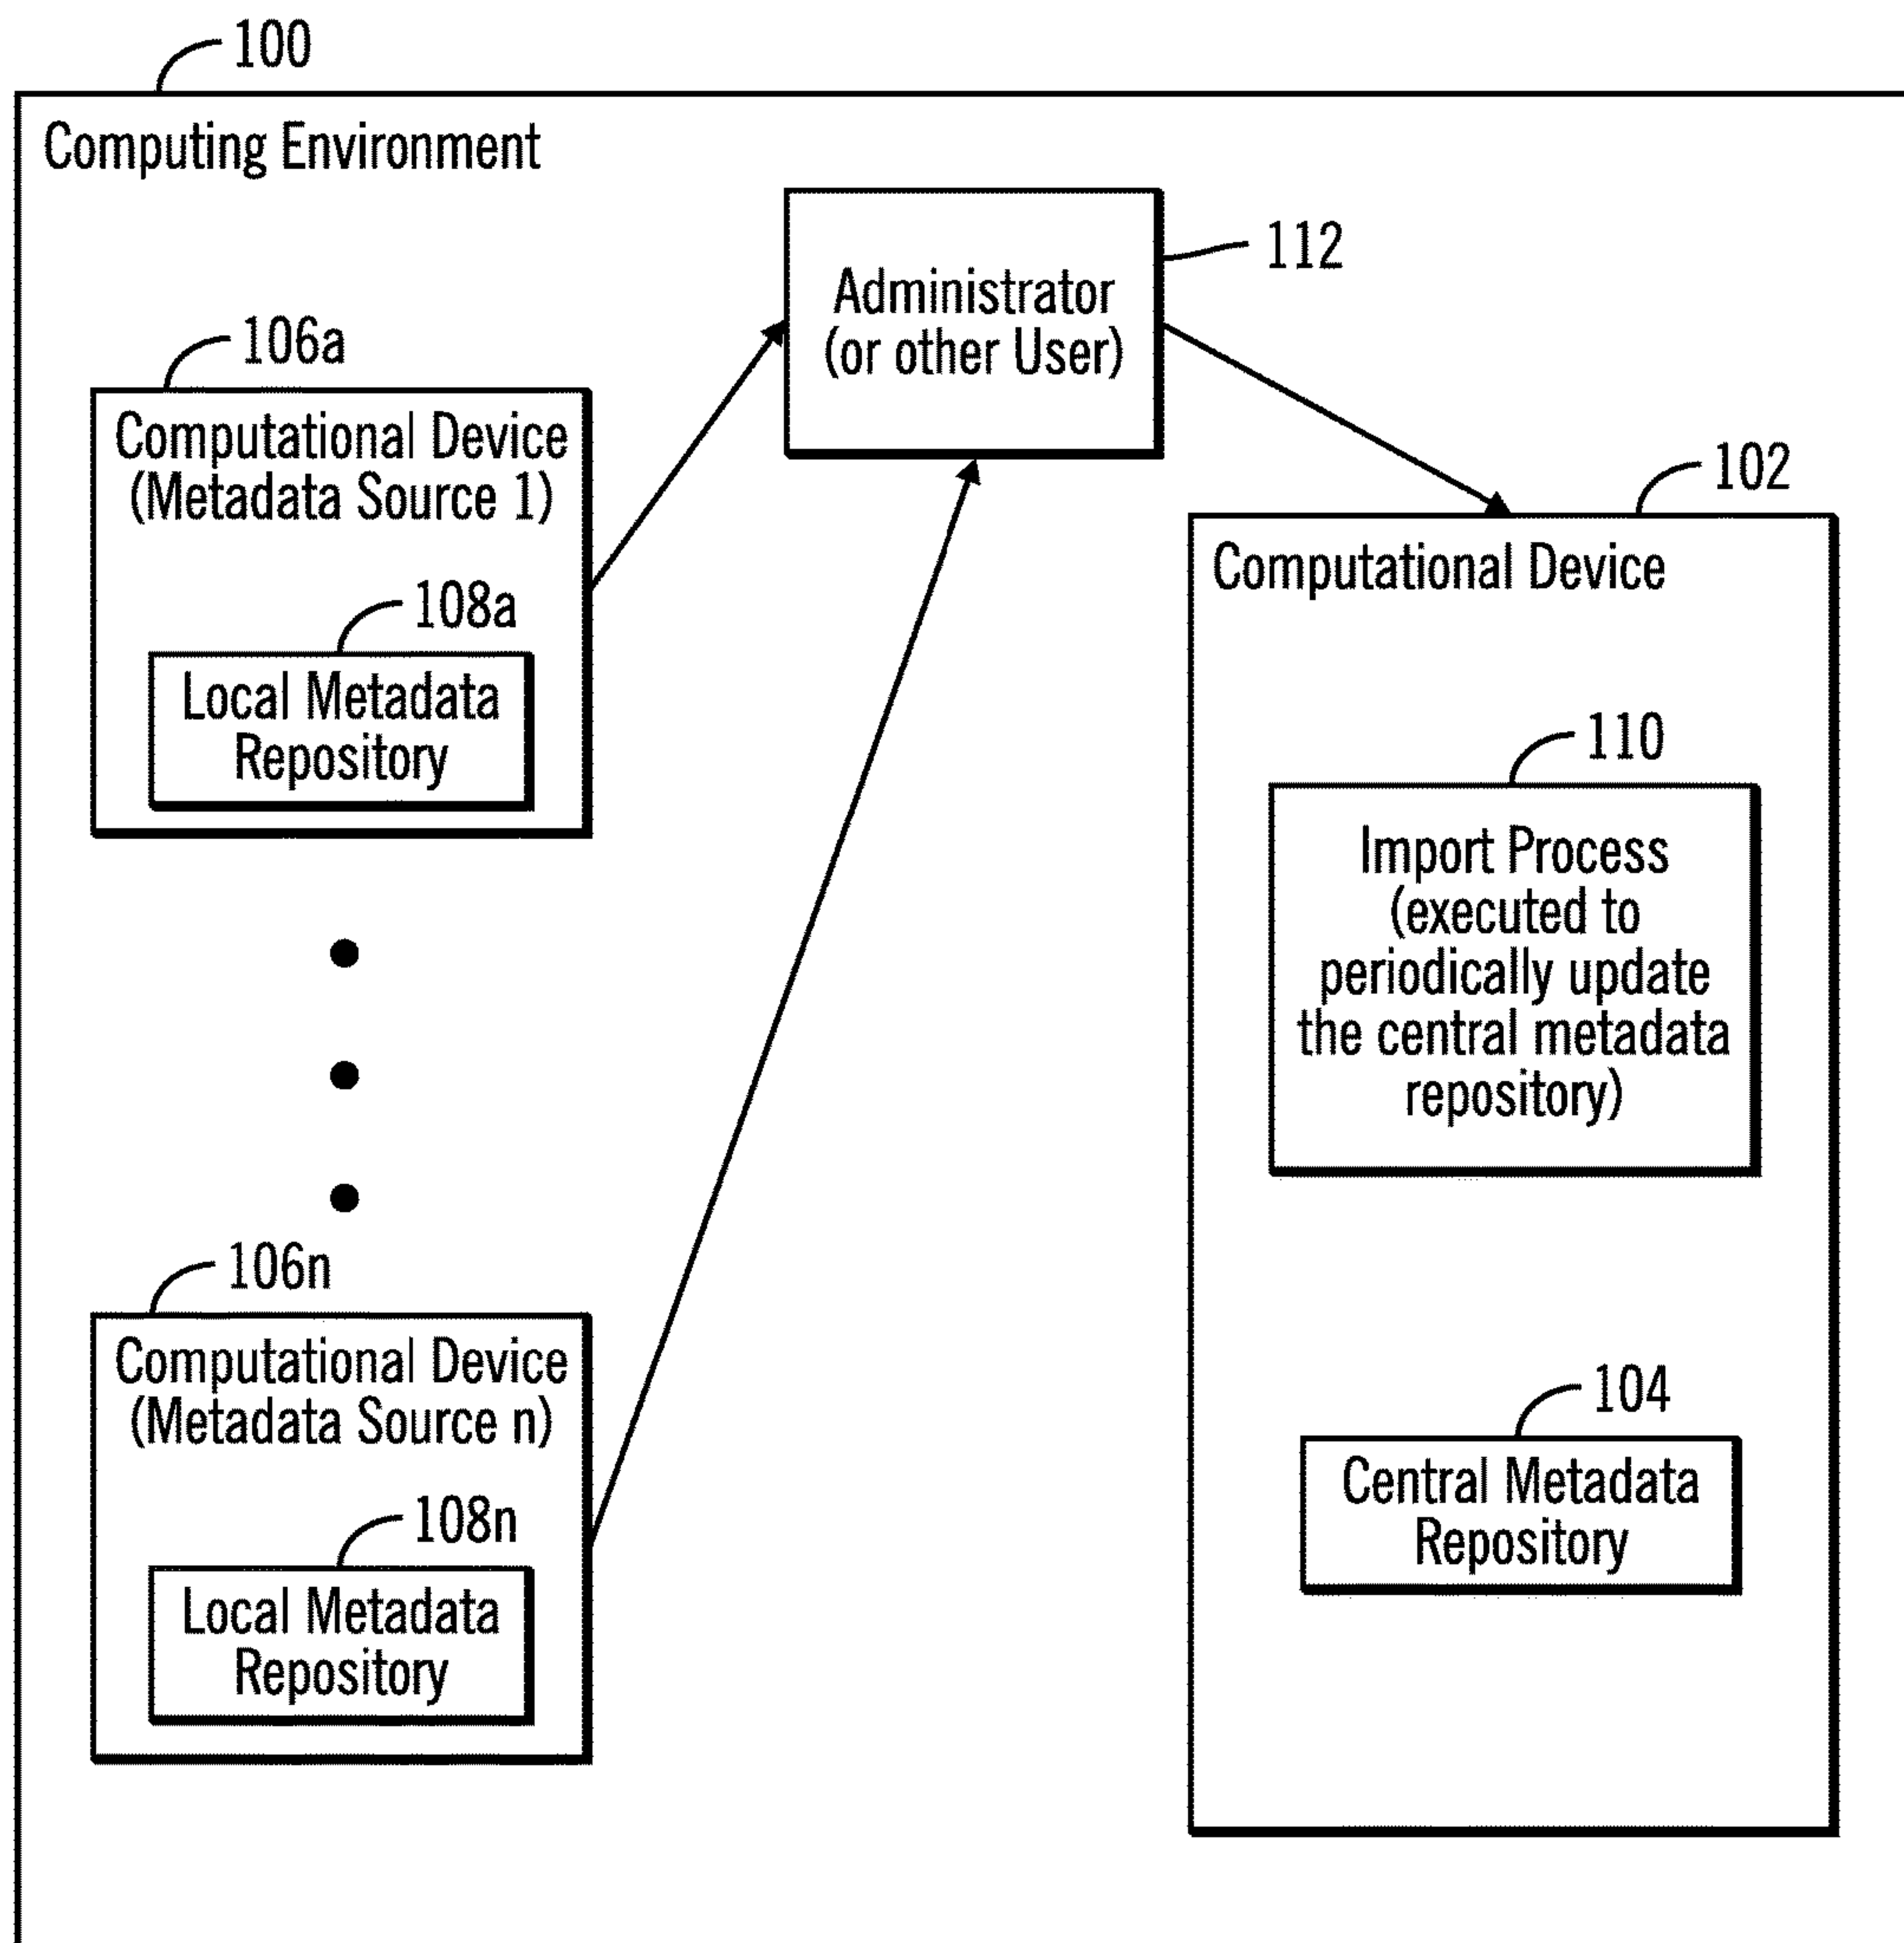 100
Computing Environment
112
Administrator
(or other User)
106a
Computational Device
(Metadata Source 1)
108a
Local Metadata
Repository
102
Computational Device
110
Import Process
(executed to
periodically update
the central metadata
repository)
106n
Computational Device
(Metadata Source n)
108n
Local Metadata
Repository
104
Central Metadata
Repository